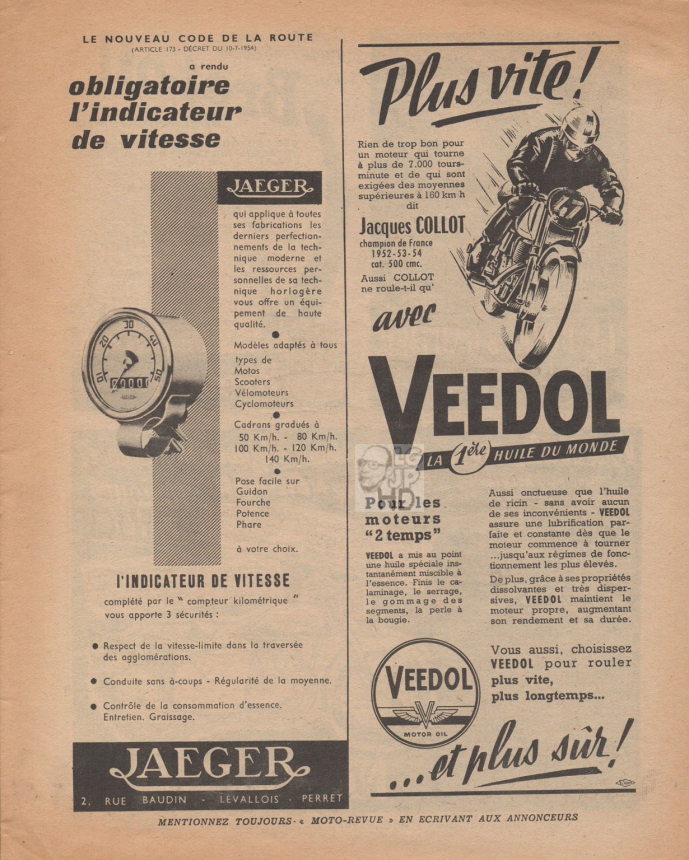 LE NOUVEAU CODE DE LA ROUTE
(ARTICLE 173 - DÉCRET DU 10-7-1954)
a rendu
obligatoire
l'indicateur
de vitesse
JAEGER
qui applique à toutes
ses fabrications les
derniers perfection-
nements de la tech-
nique moderne et
les ressources per-
sonnelles de sa tech-
nique horlogère
vous offre un équi-
pement de haute
qualité.
●
Modèles adaptés à tous
types de
Motos
Scooters
Vélomoteurs
Cyclomoteurs
●
Cadrans gradués à
50 Km/h. - 80 Km/h.
100 Km/h. - 120 Km/h.
140 Km/h.
●
Pose facile sur
Guidon
Fourche
Potence
Phare
à votre choix.
10 20 30 40 50
00000
JAEGER
l'INDICATEUR DE VITESSE
complété par le " compteur kilométrique "
vous apporte 3 sécurités :
● Respect de la vitesse-limite dans la traversée
des agglomérations.
● Conduite sans à-coups - Régularité de la moyenne.
● Contrôle de la consommation d'essence.
Entretien. Graissage.
JAEGER
2, RUE BAUDIN - LEVALLOIS - PERRET
Plus vite!
Rien de trop bon pour
un moteur qui tourne
à plus de 7.000 tours-
minute et de qui sont
exigées des moyennes
supérieures à 160 km h
dit
Jacques COLLOT
champion de France
1952-53-54
cat. 500 cmc.
Aussi COLLOT
ne roule-t-il qu'
avec
47
VEEDOL
LA 1ère HUILE DU MONDE
LE
JP
HD
Pour les
moteurs
"2 temps"
VEEDOL a mis au point
une huile spéciale ins-
tantanément miscible à
l'essence. Finis le ca-
laminage, le serrage,
le gommage des
segments, la perle à
la bougie.
Aussi onctueuse que l'huile
de ricin - sans avoir aucun
de ses inconvénients - VEEDOL
assure une lubrification par-
faite et constante dès que le
moteur commence à tourner
...jusqu'aux régimes de fonc-
tionnement les plus élevés.
De plus, grâce à ses propriétés
dissolvantes et très disper-
sives, VEEDOL maintient le
moteur propre, augmentant
son rendement et sa durée.
VEEDOL
MOTOR OIL
Vous aussi, choisissez
VEEDOL pour rouler
plus vite,
plus longtemps...
...et plus sûr!
MENTIONNEZ TOUJOURS « MOTO-REVUE » EN ECRIVANT AUX ANNONCEURS